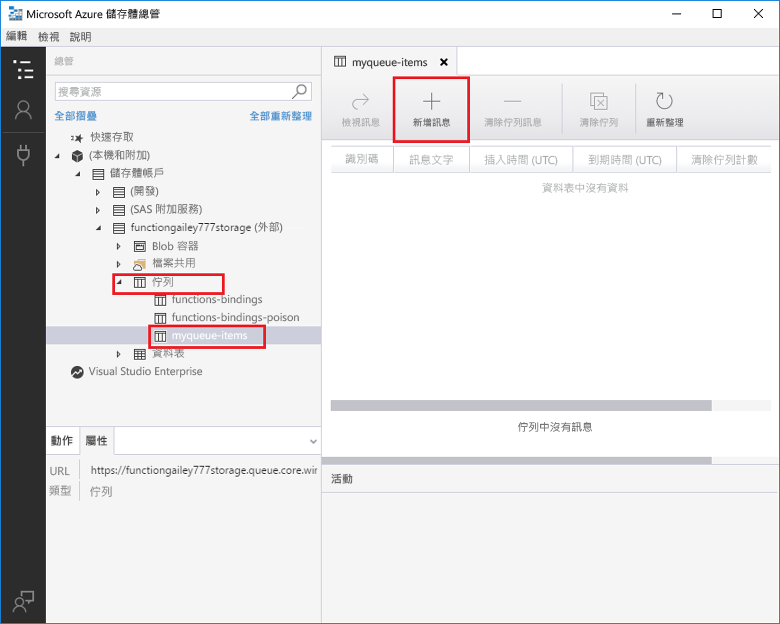 Microsoft Azure 儲存體總管
編輯 檢視 說明
總管
搜尋資源
全部摺疊 全部重新整理
快速存取
(本機和附加)
儲存體帳戶
(開發)
(SAS 附加服務)
functiongailey777storage (外部)
Blob 容器
檔案共用
佇列
functions-bindings
functions-bindings-poison
myqueue-items
資料表
Visual Studio Enterprise
動作 屬性
URL https://functiongailey777storage.queue.core.wir
類型 佇列
myqueue-items
檢視訊息 新增訊息 清除佇列訊息 清除佇列 重新整理
識別碼 訊息文字 插入時間 (UTC) 到期時間 (UTC) 清除佇列計數
資料表中沒有資料
佇列中沒有訊息
活動